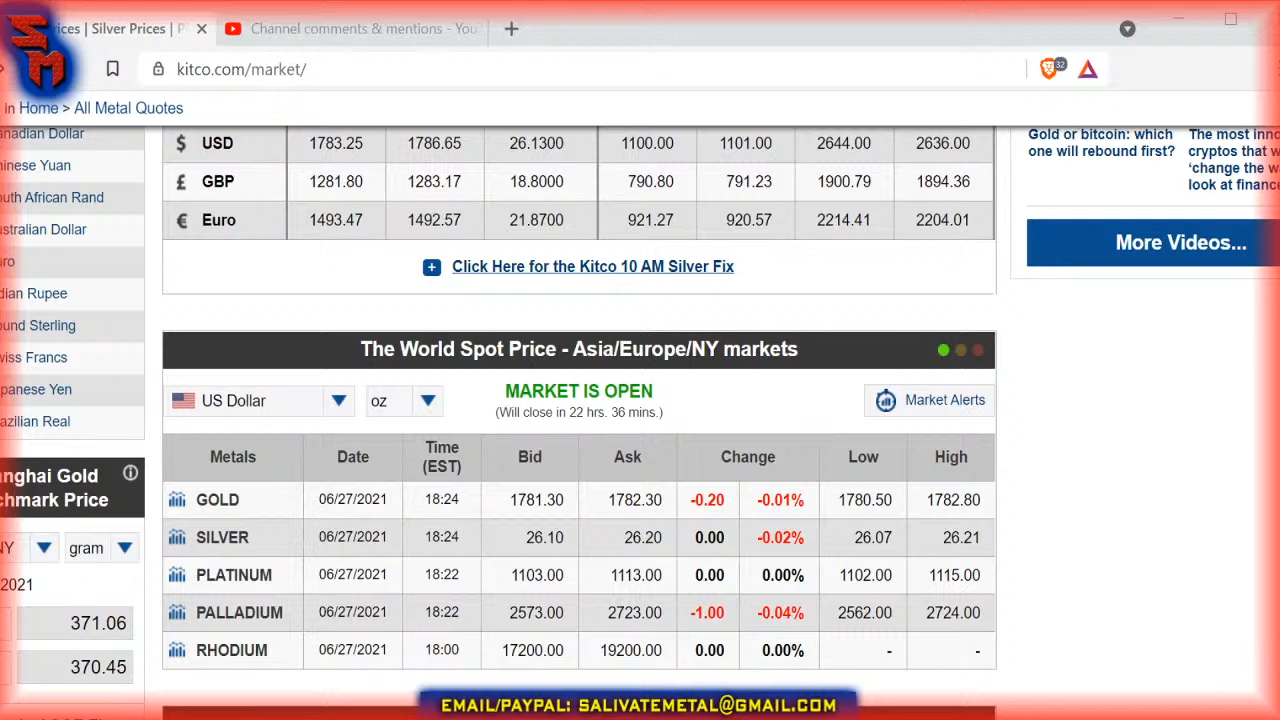 SM
ices | Silver Prices | P
Channel comments & mentions - You
kitco.com/market/
32
in Home > All Metal Quotes
anadian Dollar
hinese Yuan
outh African Rand
ustralian Dollar
uro
dian Rupee
ound Sterling
wiss Francs
panese Yen
azilian Real
$ USD 1783.25 1786.65 26.1300 1100.00 1101.00 2644.00 2636.00
£ GBP 1281.80 1283.17 18.8000 790.80 791.23 1900.79 1894.36
€ Euro 1493.47 1492.57 21.8700 921.27 920.57 2214.41 2204.01
Click Here for the Kitco 10 AM Silver Fix
Gold or bitcoin: which
one will rebound first?
The most inno
cryptos that w
‘change the wa
look at finance
More Videos...
The World Spot Price - Asia/Europe/NY markets
US Dollar oz
MARKET IS OPEN
(Will close in 22 hrs. 36 mins.)
Market Alerts
Metals Date Time (EST) Bid Ask Change Low High
GOLD 06/27/2021 18:24 1781.30 1782.30 -0.20 -0.01% 1780.50 1782.80
SILVER 06/27/2021 18:24 26.10 26.20 0.00 -0.02% 26.07 26.21
PLATINUM 06/27/2021 18:22 1103.00 1113.00 0.00 0.00% 1102.00 1115.00
PALLADIUM 06/27/2021 18:22 2573.00 2723.00 -1.00 -0.04% 2562.00 2724.00
RHODIUM 06/27/2021 18:00 17200.00 19200.00 0.00 0.00% - -
anghai Gold
chmark Price
NY gram
2021
371.06
370.45
EMAIL/PAYPAL: SALIVATEMETAL@GMAIL.COM